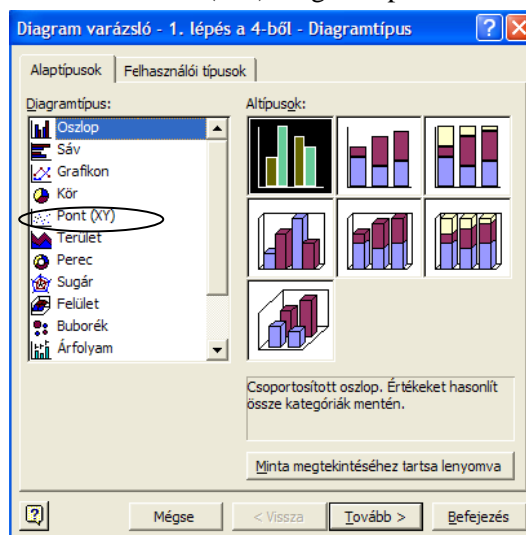 Diagram varázsló - 1. lépés a 4-ből - Diagramtípus
Alaptípusok
Felhasználói típusok
Diagramtípus:
Oszlop
Sáv
Grafikon
Kör
Pont (XY)
Terület
Perec
Sugár
Felület
Buborék
Árfolyam
Altípusok:
Csoportosított oszlop. Értékeket hasonlít
össze kategóriák mentén.
Minta megtekintéséhez tartsa lenyomva
Mégse
< Vissza
Tovább >
Befejezés